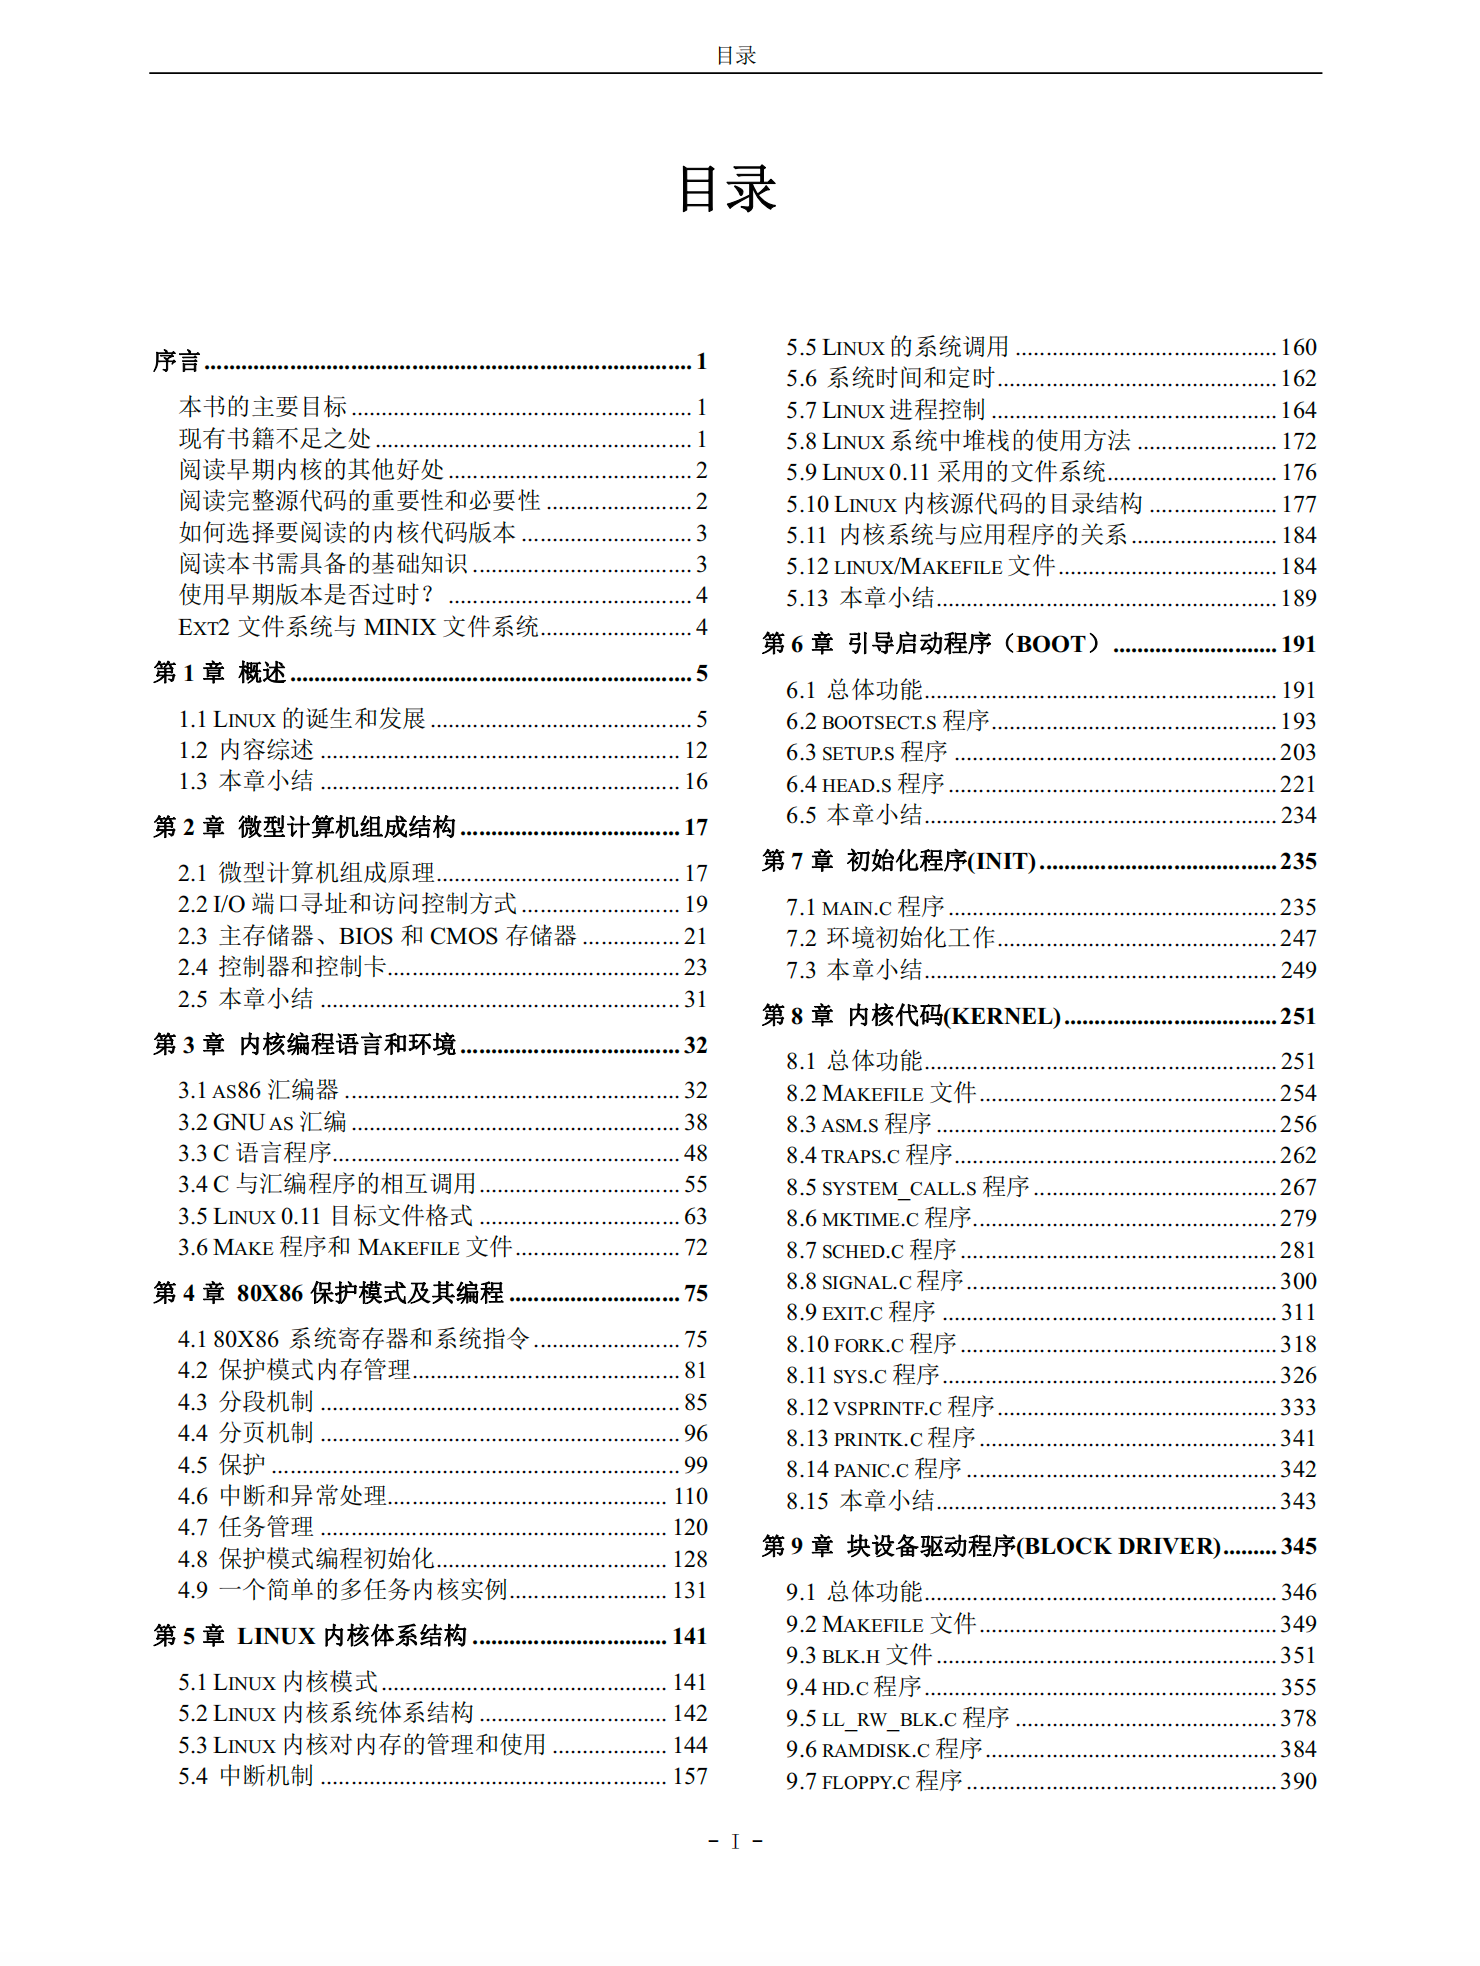 目录
目录
序言........................................................................ 1
本书的主要目标........................................................ 1
现有书籍不足之处.................................................... 1
阅读早期内核的其他好处........................................ 2
阅读完整源代码的重要性和必要性........................ 2
如何选择要阅读的内核代码版本............................ 3
阅读本书需具备的基础知识.................................... 3
使用早期版本是否过时？........................................ 4
EXT2 文件系统与 MINIX 文件系统......................... 4
第 1 章 概述.................................................................. 5
1.1 LINUX 的诞生和发展........................................... 5
1.2 内容综述........................................................... 12
1.3 本章小结........................................................... 16
第 2 章 微型计算机组成结构.................................... 17
2.1 微型计算机组成原理........................................ 17
2.2 I/O 端口寻址和访问控制方式.......................... 19
2.3 主存储器、BIOS 和 CMOS 存储器................ 21
2.4 控制器和控制卡................................................ 23
2.5 本章小结........................................................... 31
第 3 章 内核编程语言和环境.................................... 32
3.1 AS86 汇编器....................................................... 32
3.2 GNU AS 汇编...................................................... 38
3.3 C 语言程序......................................................... 48
3.4 C 与汇编程序的相互调用................................. 55
3.5 LINUX 0.11 目标文件格式................................. 63
3.6 MAKE 程序和 MAKEFILE 文件........................... 72
第 4 章 80X86 保护模式及其编程............................ 75
4.1 80X86 系统寄存器和系统指令........................ 75
4.2 保护模式内存管理............................................ 81
4.3 分段机制........................................................... 85
4.4 分页机制........................................................... 96
4.5 保护................................................................... 99
4.6 中断和异常处理.............................................. 110
4.7 任务管理......................................................... 120
4.8 保护模式编程初始化...................................... 128
4.9 一个简单的多任务内核实例.......................... 131
第 5 章 LINUX 内核体系结构................................ 141
5.1 LINUX 内核模式............................................... 141
5.2 LINUX 内核系统体系结构............................... 142
5.3 LINUX 内核对内存的管理和使用................... 144
5.4 中断机制......................................................... 157
5.5 LINUX 的系统调用........................................... 160
5.6 系统时间和定时.............................................. 162
5.7 LINUX 进程控制............................................... 164
5.8 LINUX 系统中堆栈的使用方法....................... 172
5.9 LINUX 0.11 采用的文件系统............................ 176
5.10 LINUX 内核源代码的目录结构..................... 177
5.11 内核系统与应用程序的关系........................ 184
5.12 LINUX/MAKEFILE 文件.................................... 184
5.13 本章小结........................................................ 189
第 6 章 引导启动程序（BOOT）........................... 191
6.1 总体功能.......................................................... 191
6.2 BOOTSECT.S 程序............................................... 193
6.3 SETUP.S 程序..................................................... 203
6.4 HEAD.S 程序...................................................... 221
6.5 本章小结.......................................................... 234
第 7 章 初始化程序(INIT)....................................... 235
7.1 MAIN.C 程序...................................................... 235
7.2 环境初始化工作.............................................. 247
7.3 本章小结.......................................................... 249
第 8 章 内核代码(KERNEL)................................... 251
8.1 总体功能.......................................................... 251
8.2 MAKEFILE 文件................................................. 254
8.3 ASM.S 程序........................................................ 256
8.4 TRAPS.C 程序..................................................... 262
8.5 SYSTEM_CALL.S 程序........................................ 267
8.6 MKTIME.C 程序.................................................. 279
8.7 SCHED.C 程序.................................................... 281
8.8 SIGNAL.C 程序................................................... 300
8.9 EXIT.C 程序....................................................... 311
8.10 FORK.C 程序.................................................... 318
8.11 SYS.C 程序....................................................... 326
8.12 VSPRINTF.C 程序.............................................. 333
8.13 PRINTK.C 程序................................................. 341
8.14 PANIC.C 程序................................................... 342
8.15 本章小结........................................................ 343
第 9 章 块设备驱动程序(BLOCK DRIVER)......... 345
9.1 总体功能.......................................................... 346
9.2 MAKEFILE 文件................................................. 349
9.3 BLK.H 文件........................................................ 351
9.4 HD.C 程序.......................................................... 355
9.5 LL_RW_BLK.C 程序........................................... 378
9.6 RAMDISK.C 程序................................................ 384
9.7 FLOPPY.C 程序................................................... 390
- I -